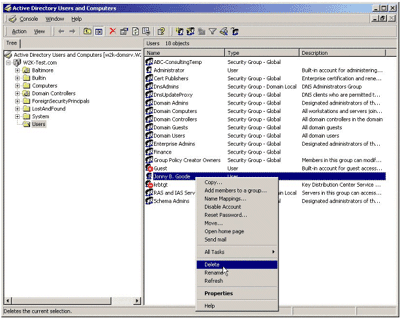 Active Directory Users and Computers
Console Window Help
Action View
Tree
Users 18 objects
Active Directory Users and Computers [w2k-donsrv.W
W2K-Test.com
Baltimore
Builtin
Computers
Domain Controllers
ForeignSecurityPrincipals
LostAndFound
System
Users
Name Type Description
ABC-ConsultingTemp Security Group - Global
Administrator User Built-in account for administering...
Cert Publishers Security Group - Global Enterprise certification and rene...
DnsAdmins Security Group - Domain Local DNS Administrators Group
DnsUpdateProxy Security Group - Global DNS clients who are permitted t...
Domain Admins Security Group - Global Designated administrators of th...
Domain Computers Security Group - Global All workstations and servers joi...
Domain Controllers Security Group - Global All domain controllers in the dom...
Domain Guests Security Group - Global All domain guests
Domain Users Security Group - Global All domain users
Enterprise Admins Security Group - Global Designated administrators of th...
Finance Security Group - Global
Group Policy Creator Owners Security Group - Global Members in this group can modif...
Guest User Built-in account for guest access...
Jonny B. Goode User
krbtgt Key Distribution Center Service ...
RAS and IAS Serv Local Servers in this group can access...
Schema Admins Designated administrators of th...
Copy...
Add members to a group...
Name Mappings...
Disable Account
Reset Password...
Move...
Open home page
Send mail
All Tasks
Delete
Rename
Refresh
Properties
Help
Deletes the current selection.